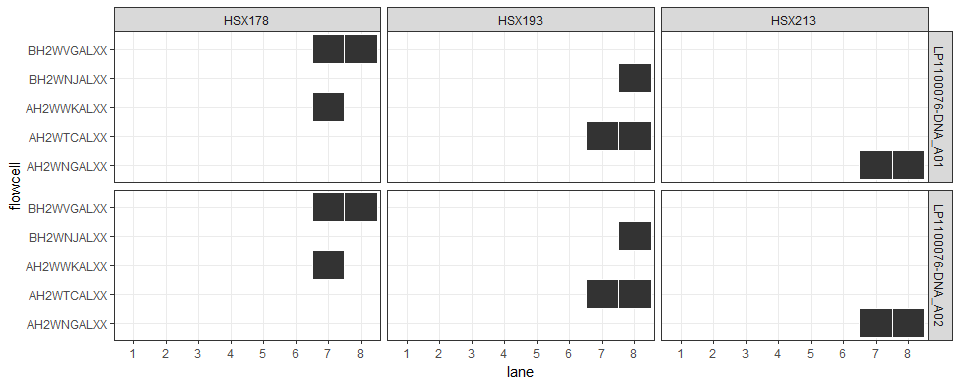 HSX178
HSX193
HSX213
BH2WVGALXX
BH2WNJALXX
AH2WWKALXX
AH2WTCALXX
AH2WNGALXX
LP1100076-DNA_A01
flowcell
BH2WVGALXX
BH2WNJALXX
AH2WWKALXX
AH2WTCALXX
AH2WNGALXX
LP1100076-DNA_A02
1 2 3 4 5 6 7 8
1 2 3 4 5 6 7 8
1 2 3 4 5 6 7 8
lane